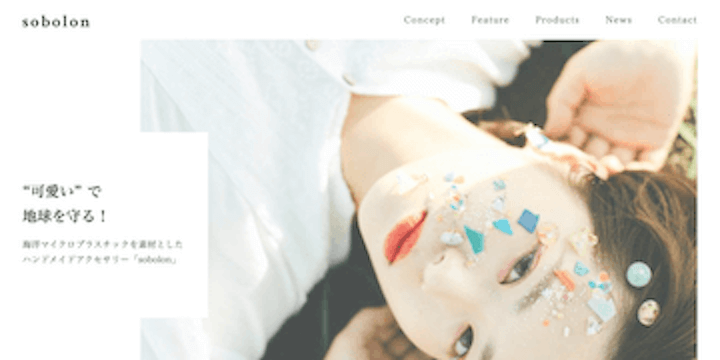 sobolon
Concept Feature Products News Contact
"可愛い" で
地球を守る！
海洋マイクロプラスチックを素材とした
ハンドメイドアクセサリー「sobolon」